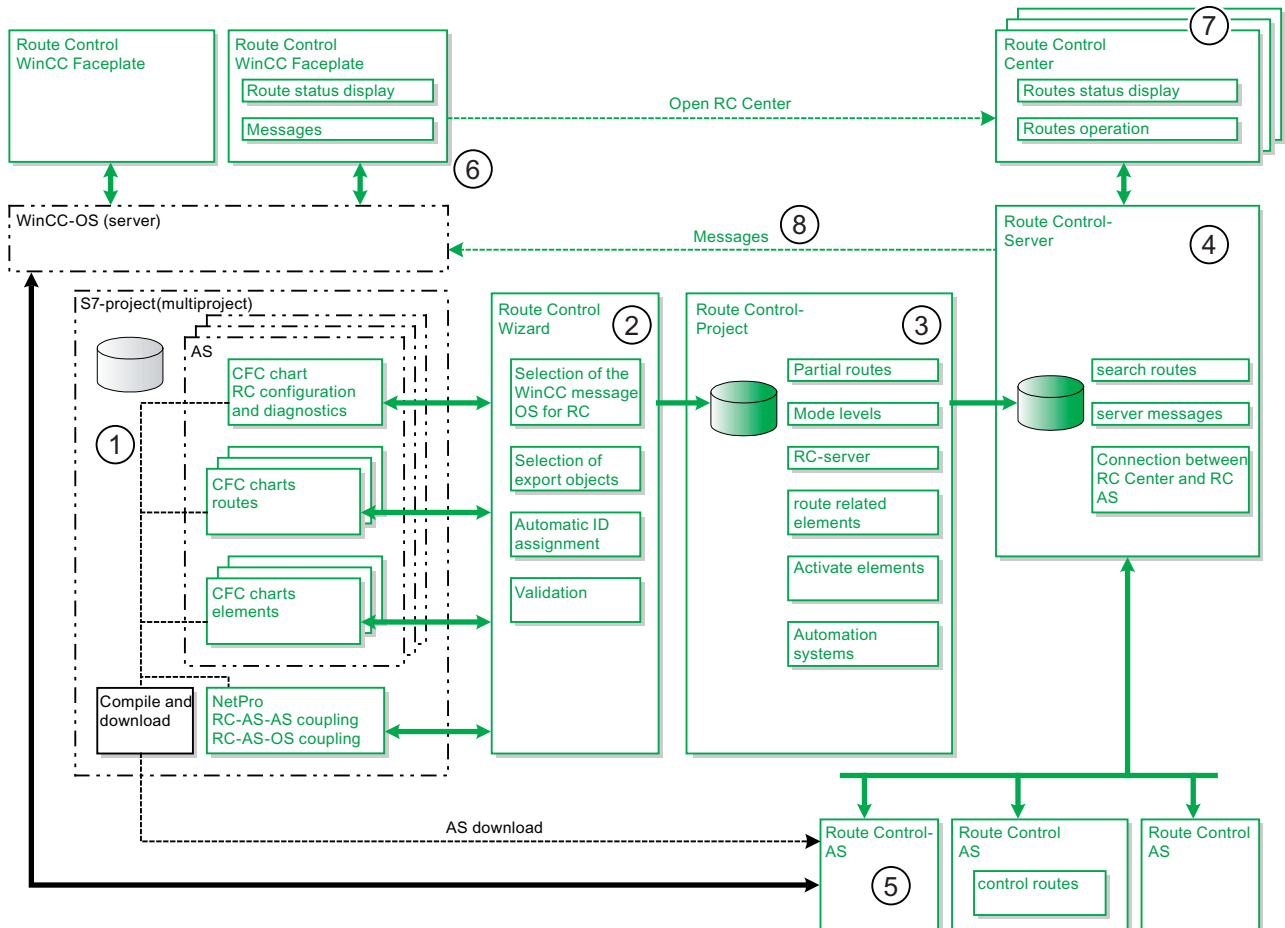 Route Control
WinCC Faceplate
Route Control
WinCC Faceplate
Route status display
Messages
6
Open RC Center
7
Route Control
Center
Routes status display
Routes operation
WinCC-OS (server)
Messages
8
Route Control-
Server
4
search routes
server messages
Connection between
RC Center and RC
AS
S7-project(multiproject)
AS
1
CFC chart
RC configuration
and diagnostics
CFC charts
routes
CFC charts
elements
Compile and
download
NetPro
RC-AS-AS coupling
RC-AS-OS coupling
Route Control
Wizard
2
Selection of the
WinCC message
OS for RC
Selection of
export objects
Automatic ID
assignment
Validation
Route Control-
Project
3
Partial routes
Mode levels
RC-server
route related
elements
Activate elements
Automation
systems
AS download
Route Control-
AS
5
Route Control
AS
control routes
Route Control
AS